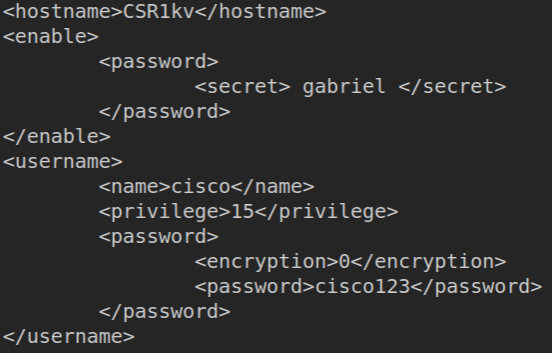 <hostname>CSR1kv</hostname>
<enable>
<password>
<secret> gabriel </secret>
</password>
</enable>
<username>
<name>cisco</name>
<privilege>15</privilege>
<password>
<encryption>0</encryption>
<password>cisco123</password>
</password>
</username>